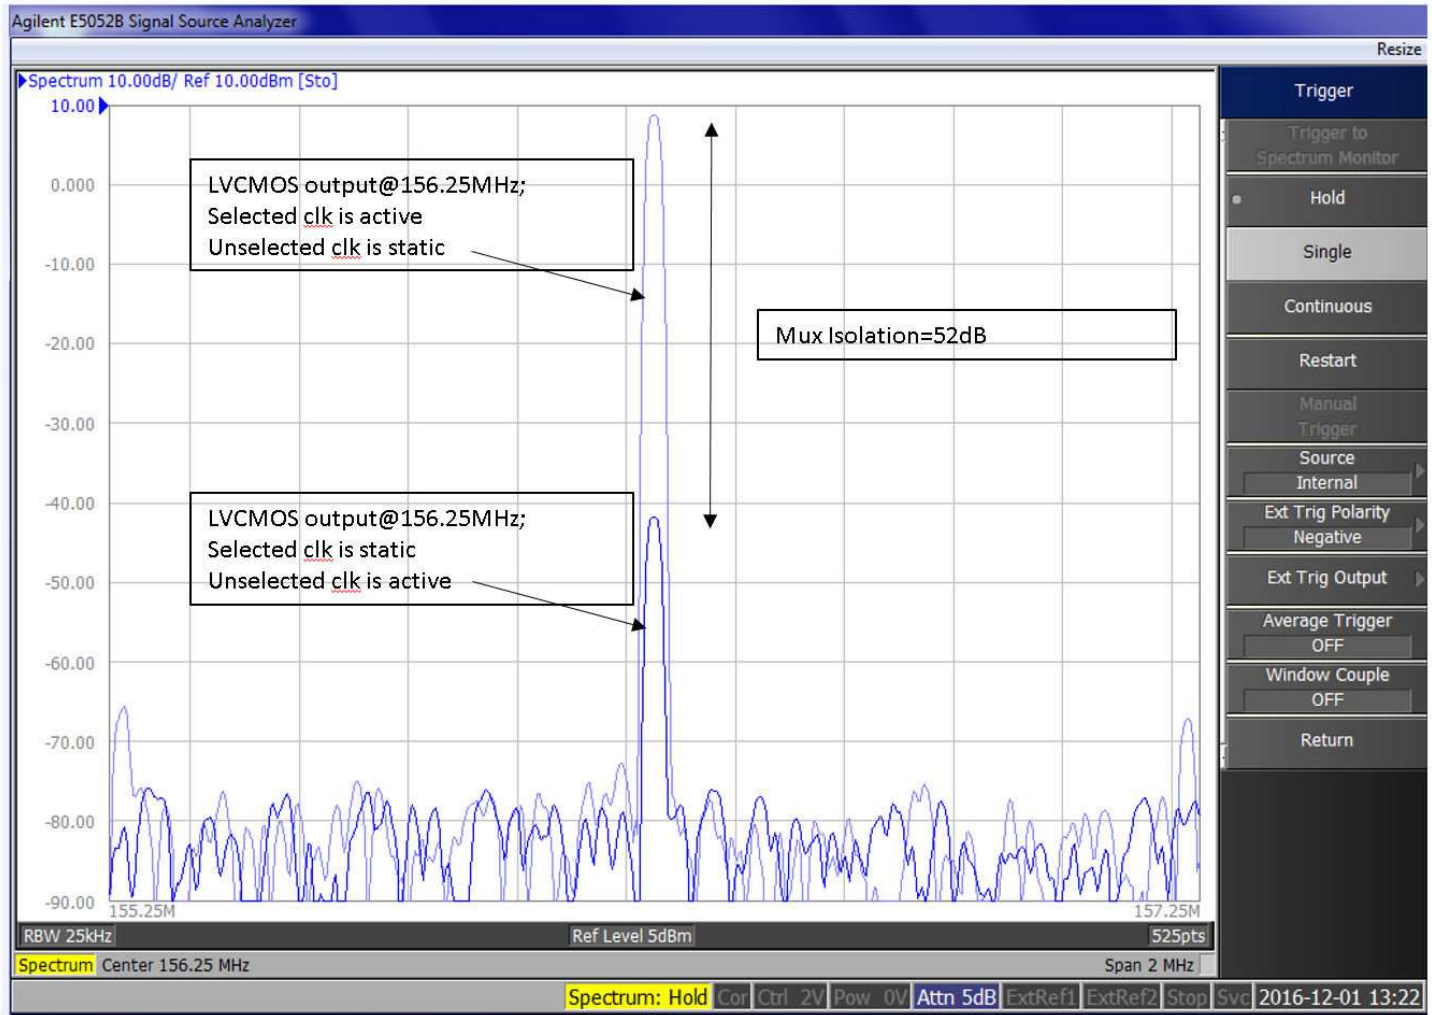 Agilent E5052B Signal Source Analyzer
Resize
Spectrum 10.00dB/ Ref 10.00dBm [Sto]
10.00
0.000
-10.00
-20.00
-30.00
-40.00
-50.00
-60.00
-70.00
-80.00
-90.00
LVCMOS output@156.25MHz;
Selected clk is active
Unselected clk is static
Mux Isolation=52dB
LVCMOS output@156.25MHz;
Selected clk is static
Unselected clk is active
155.25M
157.25M
RBW 25kHz
Ref Level 5dBm
525pts
Spectrum Center 156.25 MHz
Span 2 MHz
Trigger
Trigger to
Spectrum Monitor
Hold
Single
Continuous
Restart
Manual
Trigger
Source
Internal
Ext Trig Polarity
Negative
Ext Trig Output
Average Trigger
OFF
Window Couple
OFF
Return
Spectrum: Hold Cor Ctrl 2V Pow 0V Attn 5dB ExtRef1 ExtRef2 Stop Svc 2016-12-01 13:22